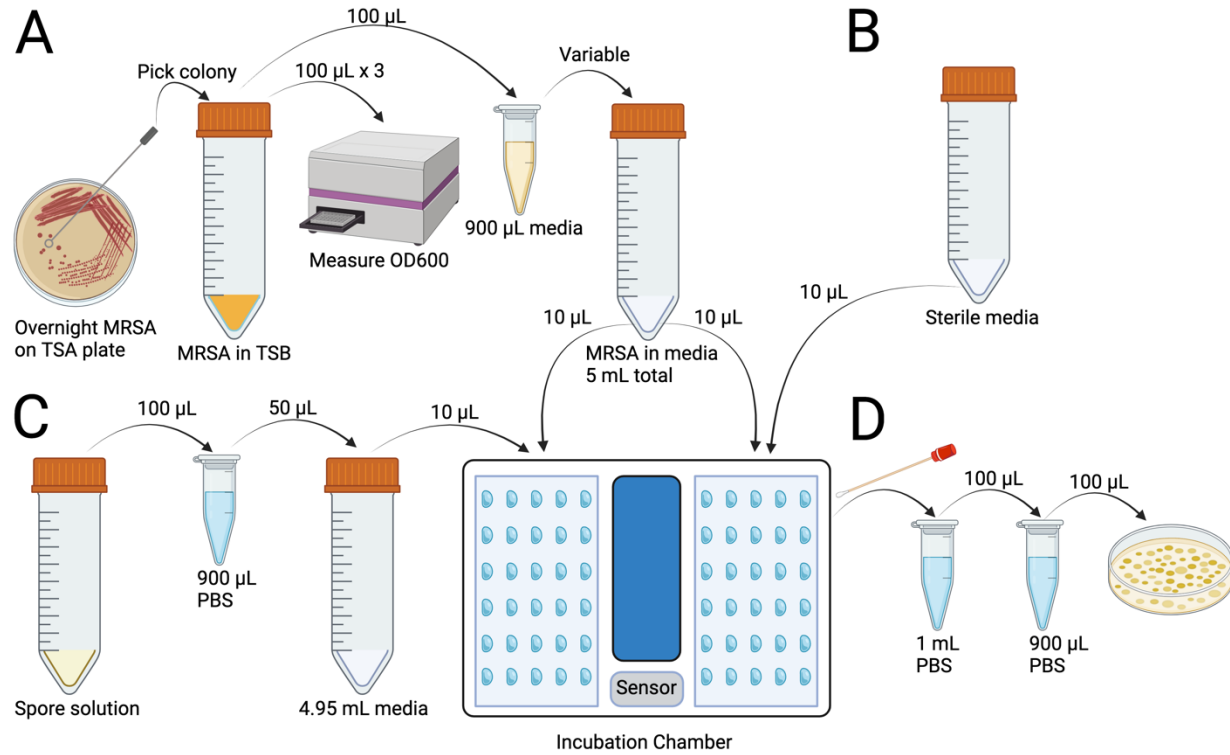 A
100 µL
B
Variable
Pick colony
100 µL x 3
900 µL media
Measure OD600
10 µL
Sterile media
Overnight MRSA
on TSA plate
MRSA in TSB
10 µL
10 µL
MRSA in media
5 mL total
C
100 µL
50 µL
10 µL
D
100 µL
100 µL
900 µL
PBS
1 mL
PBS
900 µL
PBS
Sensor
Spore solution
4.95 mL media
Incubation Chamber